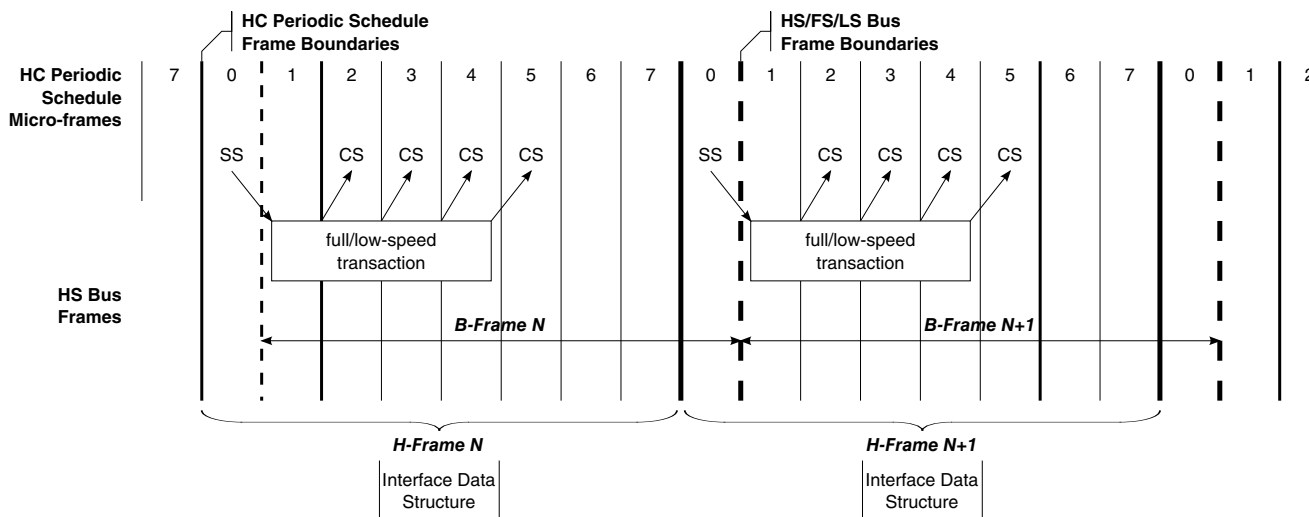 HC Periodic Schedule
Frame Boundaries
HS/FS/LS Bus
Frame Boundaries
HC Periodic
Schedule
Micro-frames
7 0 1 2 3 4 5 6 7 0 1 2 3 4 5 6 7 0 1 2
SS CS CS CS CS SS CS CS CS CS
full/low-speed
transaction
full/low-speed
transaction
HS Bus
Frames
B-Frame N
B-Frame N+1
H-Frame N
H-Frame N+1
Interface Data
Structure
Interface Data
Structure